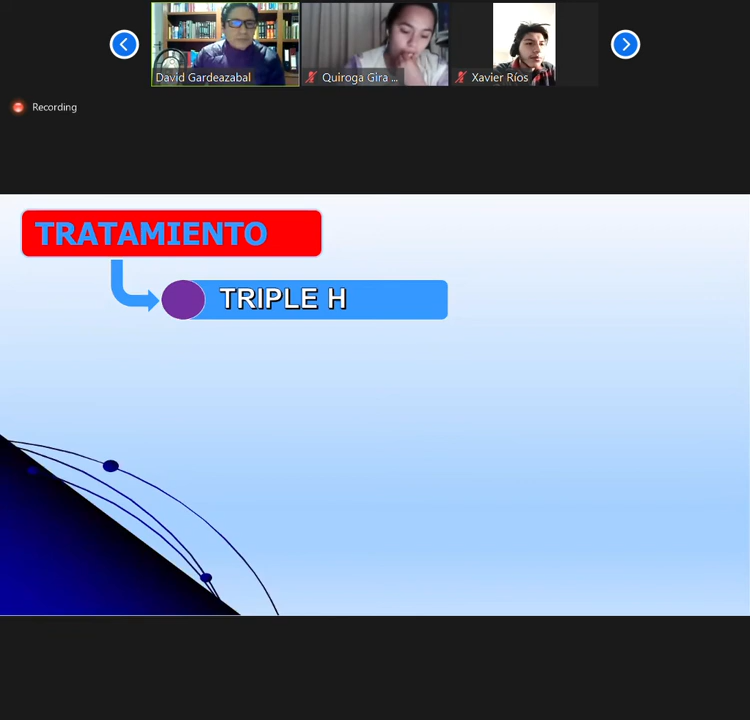 David Gardeazabal
Quiroga Gira ...
Xavier Ríos
Recording
TRATAMIENTO
TRIPLE H